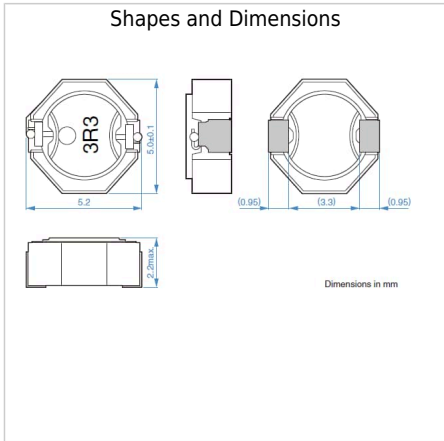 Shapes and Dimensions
3R3
5.0±0.1
5.2
(0.95)
(3.3)
(0.95)
2.2max.
Dimensions in mm